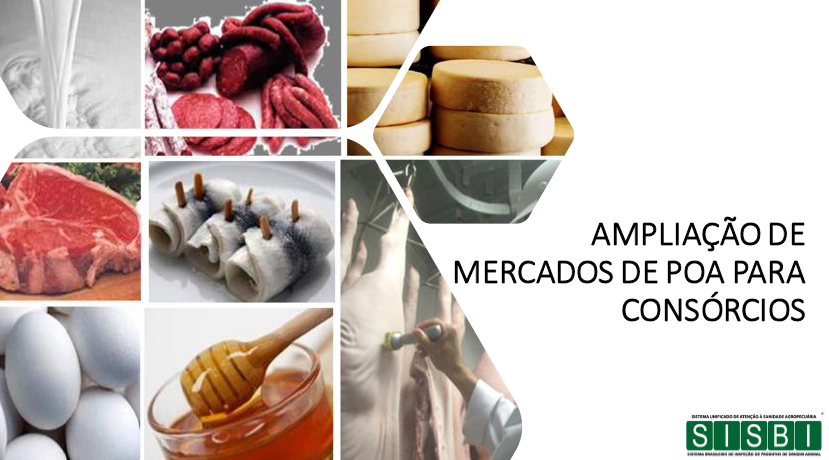 AMPLIAÇÃO DE
MERCADOS DE POA PARA
CONSÓRCIOS
SISTEMA UNIFICADO DE ATENÇÃO À SANIDADE AGROPECUÁRIA
SISBI
SISTEMA BRASILEIRO DE INSPEÇÃO DE PRODUTOS DE ORIGEM ANIMAL